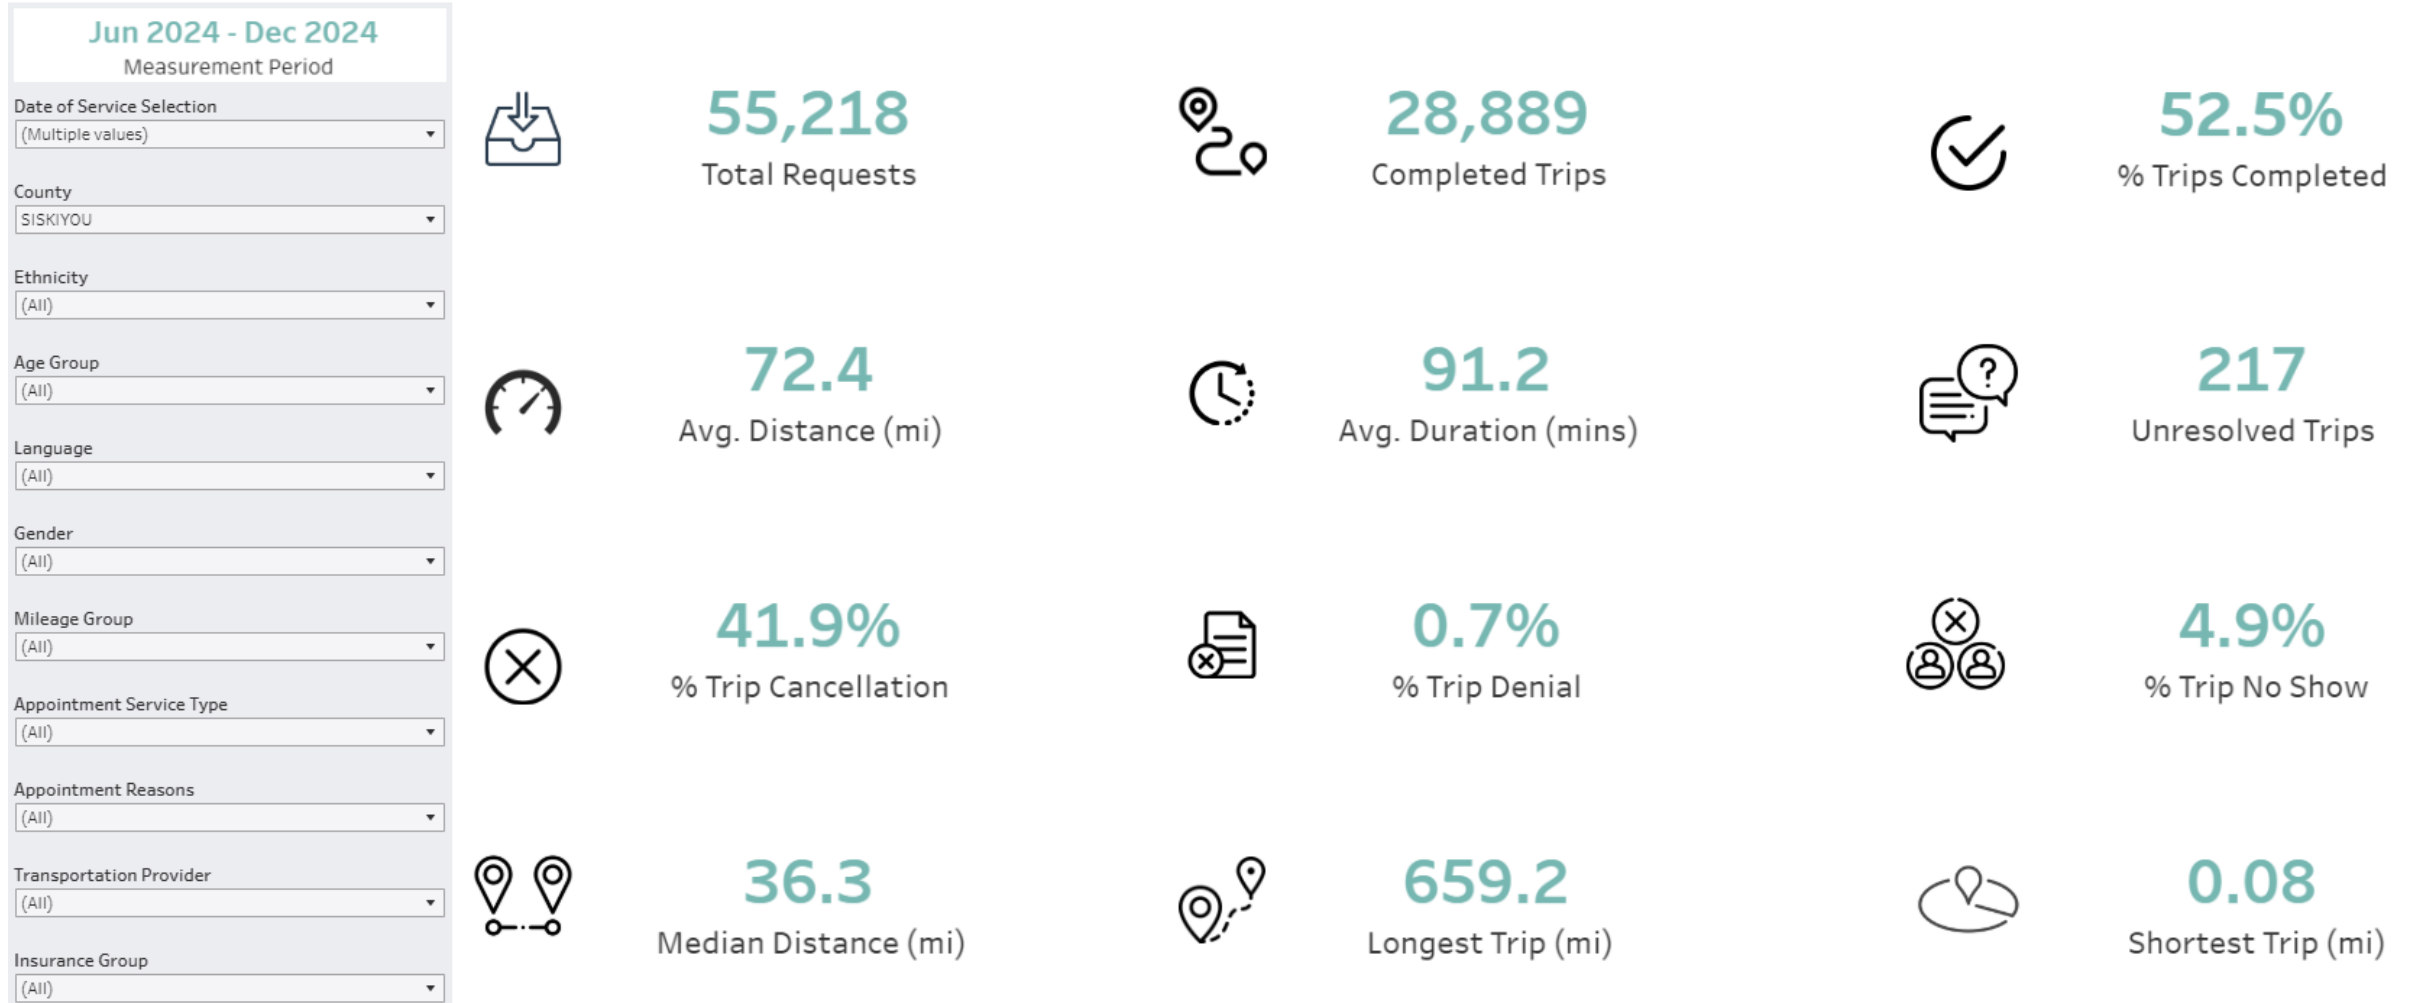 Jun 2024 - Dec 2024
Measurement Period
Date of Service Selection
(Multiple values)
County
SISKIYOU
Ethnicity
(All)
Age Group
(All)
Language
(All)
Gender
(All)
Mileage Group
(All)
Appointment Service Type
(All)
Appointment Reasons
(All)
Transportation Provider
(All)
Insurance Group
(All)
55,218
Total Requests
28,889
Completed Trips
52.5%
% Trips Completed
72.4
Avg. Distance (mi)
91.2
Avg. Duration (mins)
?
217
Unresolved Trips
41.9%
% Trip Cancellation
0.7%
% Trip Denial
4.9%
% Trip No Show
36.3
Median Distance (mi)
659.2
Longest Trip (mi)
0.08
Shortest Trip (mi)